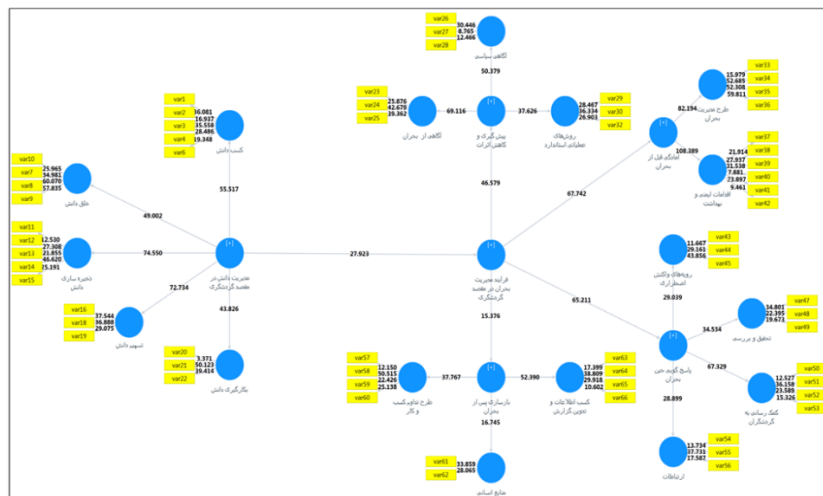 var26
var27
var28
30.446
8.765
12.466
آگاهی سیاسی
50.379
var23
var24
var25
25.876
42.679
39.362
آگاهی از بحران
69.116
[+]
پیش‌گیری و
کاهش اثرات
37.626
28.467
36.334
26.903
var29
var30
var32
روش‌های
عملیاتی استاندارد
46.579
var1
var2
var3
var4
var6
36.081
16.937
35.558
28.486
19.348
کسب دانش
55.517
var10
var7
var8
var9
25.965
34.981
60.070
57.835
خلق دانش
49.002
var11
var12
var13
var14
var15
12.530
27.308
21.855
46.620
25.191
ذخیره سازی
دانش
74.550
var16
var18
var19
37.544
36.888
29.075
تسهیم دانش
72.734
var20
var21
var22
3.371
50.123
39.414
بکارگیری دانش
43.826
[+]
مدیریت دانش در
مقصد گردشگری
27.923
[+]
فرآیند مدیریت
بحران در مقصد
گردشگری
67.742
[+]
آمادگی قبل از
بحران
82.194
15.979
52.685
52.308
59.811
var33
var34
var35
var36
طرح مدیریت
بحران
108.389
21.914
27.937
31.538
7.881
23.897
9.461
var37
var38
var39
var40
var41
var42
اقدامات ایمنی و
بهداشت
65.211
11.667
29.161
43.856
var43
var44
var45
رویه‌های واکنش
اضطراری
29.039
[+]
پاسخ گویی حین
بحران
34.534
34.801
22.395
19.673
var47
var48
var49
تحقیق و بررسی
67.329
12.527
36.159
23.589
15.326
var50
var51
var52
var53
کمک رسانی به
گردشگران
28.899
13.734
37.731
17.587
var54
var55
var56
ارتباطات
15.376
var57
var58
var59
var60
12.150
50.515
22.426
25.138
طرح تداوم کسب
و کار
37.767
[+]
بازسازی پس از
بحران
52.390
17.399
38.809
29.918
10.602
var63
var64
var65
var66
کسب اطلاعات و
تدوین گزارش
16.745
var61
var62
33.859
28.065
منابع انسانی